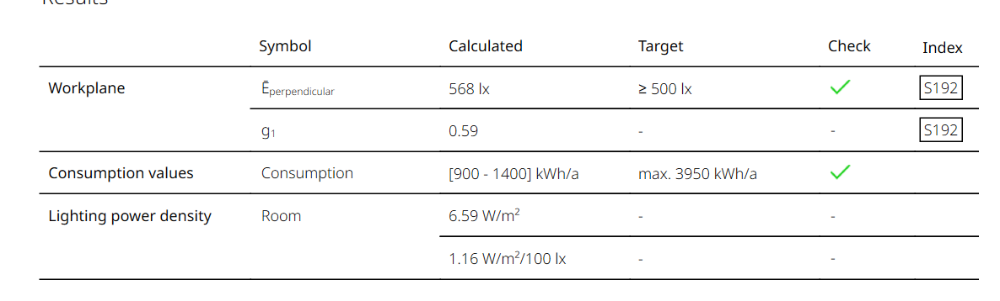 Results
Symbol Calculated Target Check Index
Workplane Ēperpendicular 568 lx ≥ 500 lx ✓ S192
g₁ 0.59 - - S192
Consumption values Consumption [900 - 1400] kWh/a max. 3950 kWh/a ✓
Lighting power density Room 6.59 W/m² - -
1.16 W/m²/100 lx - -